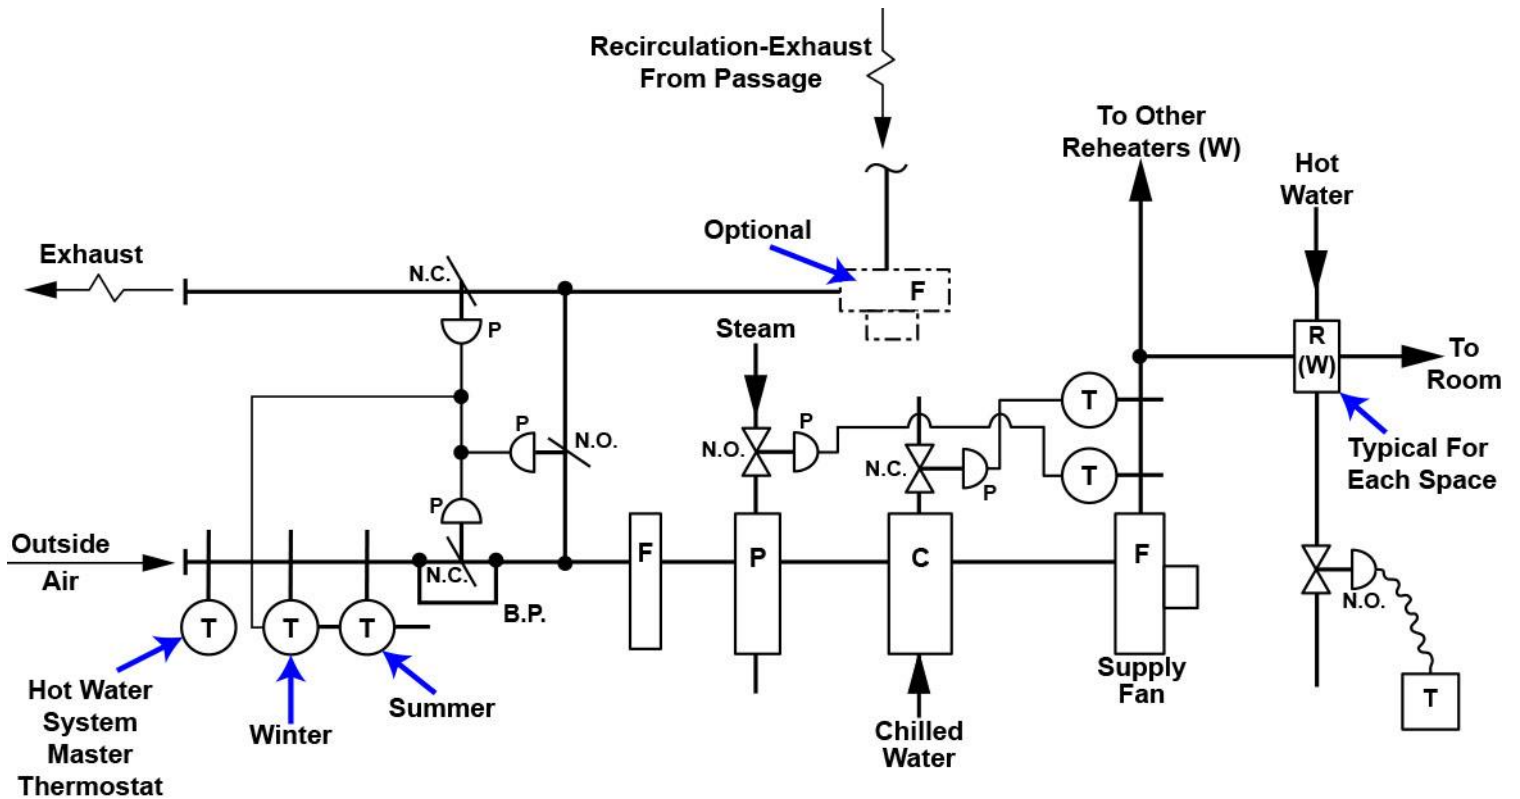 Recirculation-Exhaust
From Passage
To Other
Reheaters (W)
Hot
Water
Optional
Exhaust
N.C.
F
P
Steam
R
(W)
To
Room
T
P
N.O.
P
N.O.
N.C.
P
T
Typical For
Each Space
P
Outside
Air
N.C.
B.P.
F
P
C
F
N.O.
T
T
T
Supply
Fan
T
Hot Water
System
Master
Thermostat
Winter
Summer
Chilled
Water